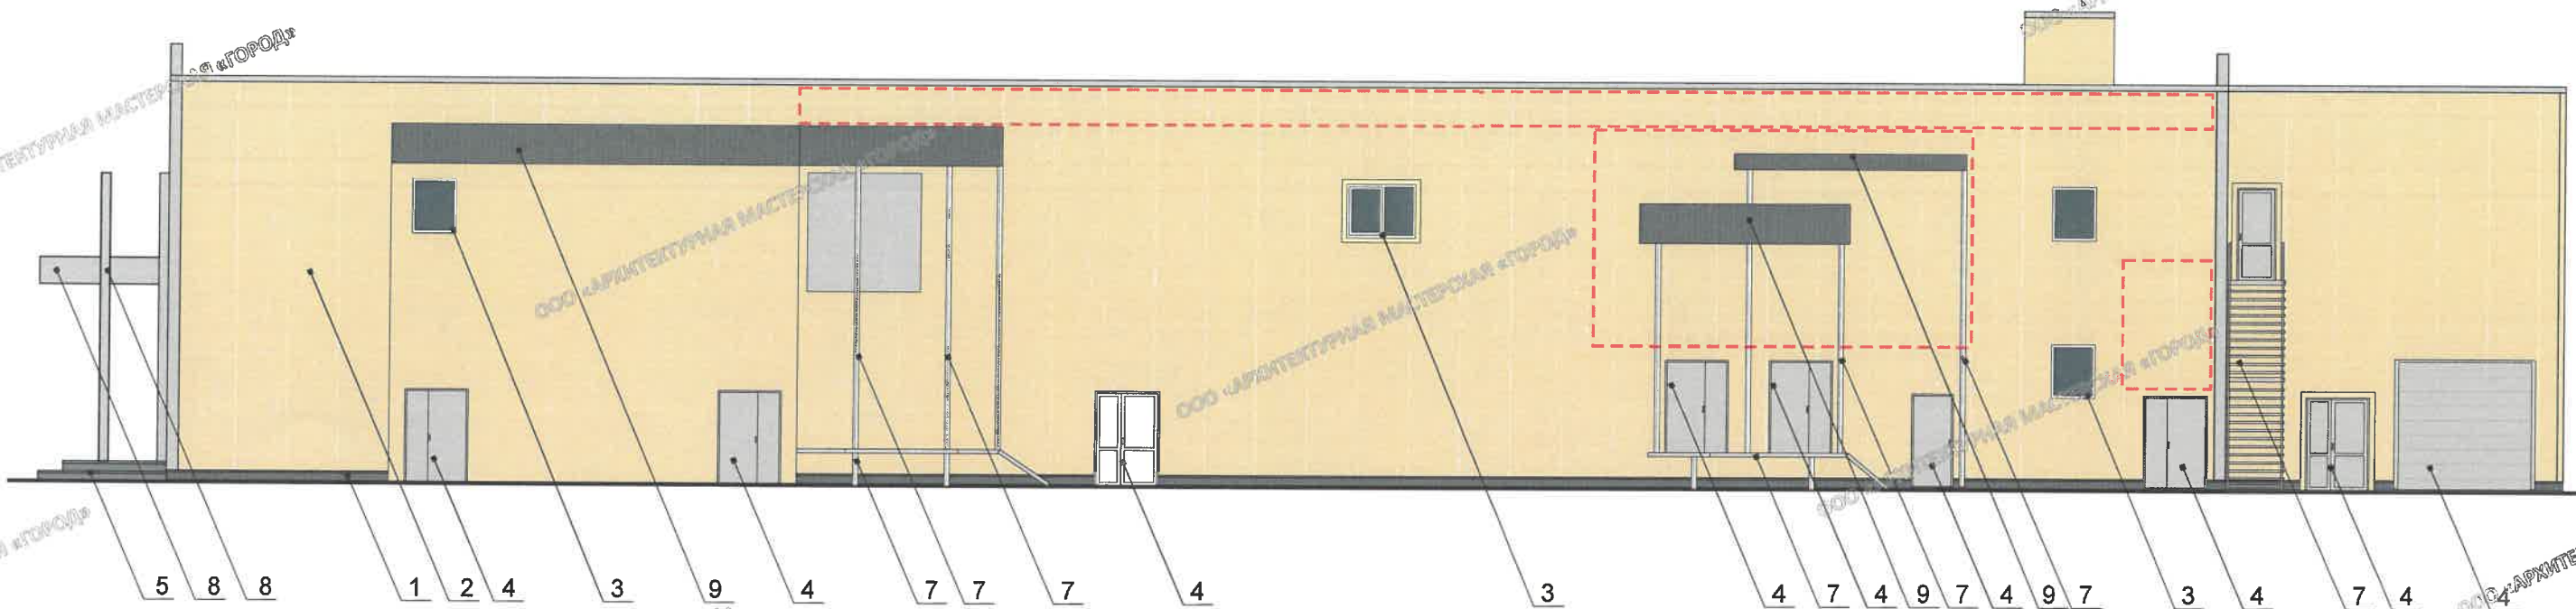 ООО «АРХИТЕКТУРНАЯ МАСТЕРСКАЯ «ГОРОД»
ООО «АРХИТЕКТУРНАЯ МАСТЕРСКАЯ «ГОРОД»
ООО «АРХИТЕКТУРНАЯ МАСТЕРСКАЯ «ГОРОД»
5 8 8 1 2 4 3 9 4 7 7 7 4 3 4 7 4 9 7 4 9 7 3 4 7 4 4